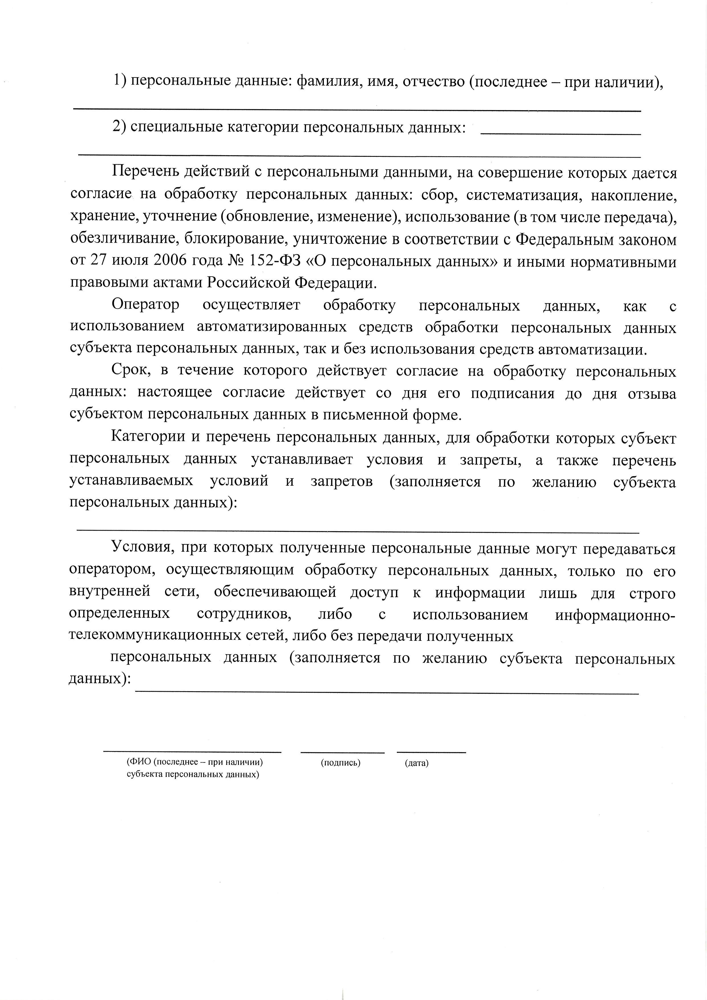 1) персональные данные: фамилия, имя, отчество (последнее – при наличии),
2) специальные категории персональных данных:
Перечень действий с персональными данными, на совершение которых дается
согласие на обработку персональных данных: сбор, систематизация, накопление,
хранение, уточнение (обновление, изменение), использование (в том числе передача),
обезличивание, блокирование, уничтожение в соответствии с Федеральным законом
от 27 июля 2006 года № 152-ФЗ «О персональных данных» и иными нормативными
правовыми актами Российской Федерации.
Оператор осуществляет обработку персональных данных, как с
использованием автоматизированных средств обработки персональных данных
субъекта персональных данных, так и без использования средств автоматизации.
Срок, в течение которого действует согласие на обработку персональных
данных: настоящее согласие действует со дня его подписания до дня отзыва
субъектом персональных данных в письменной форме.
Категории и перечень персональных данных, для обработки которых субъект
персональных данных устанавливает условия и запреты, а также перечень
устанавливаемых условий и запретов (заполняется по желанию субъекта
персональных данных):
Условия, при которых полученные персональные данные могут передаваться
оператором, осуществляющим обработку персональных данных, только по его
внутренней сети, обеспечивающей доступ к информации лишь для строго
определенных сотрудников, либо с использованием информационно-
телекоммуникационных сетей, либо без передачи полученных
персональных данных (заполняется по желанию субъекта персональных
данных):
(ФИО (последнее – при наличии) (подпись) (дата)
субъекта персональных данных)